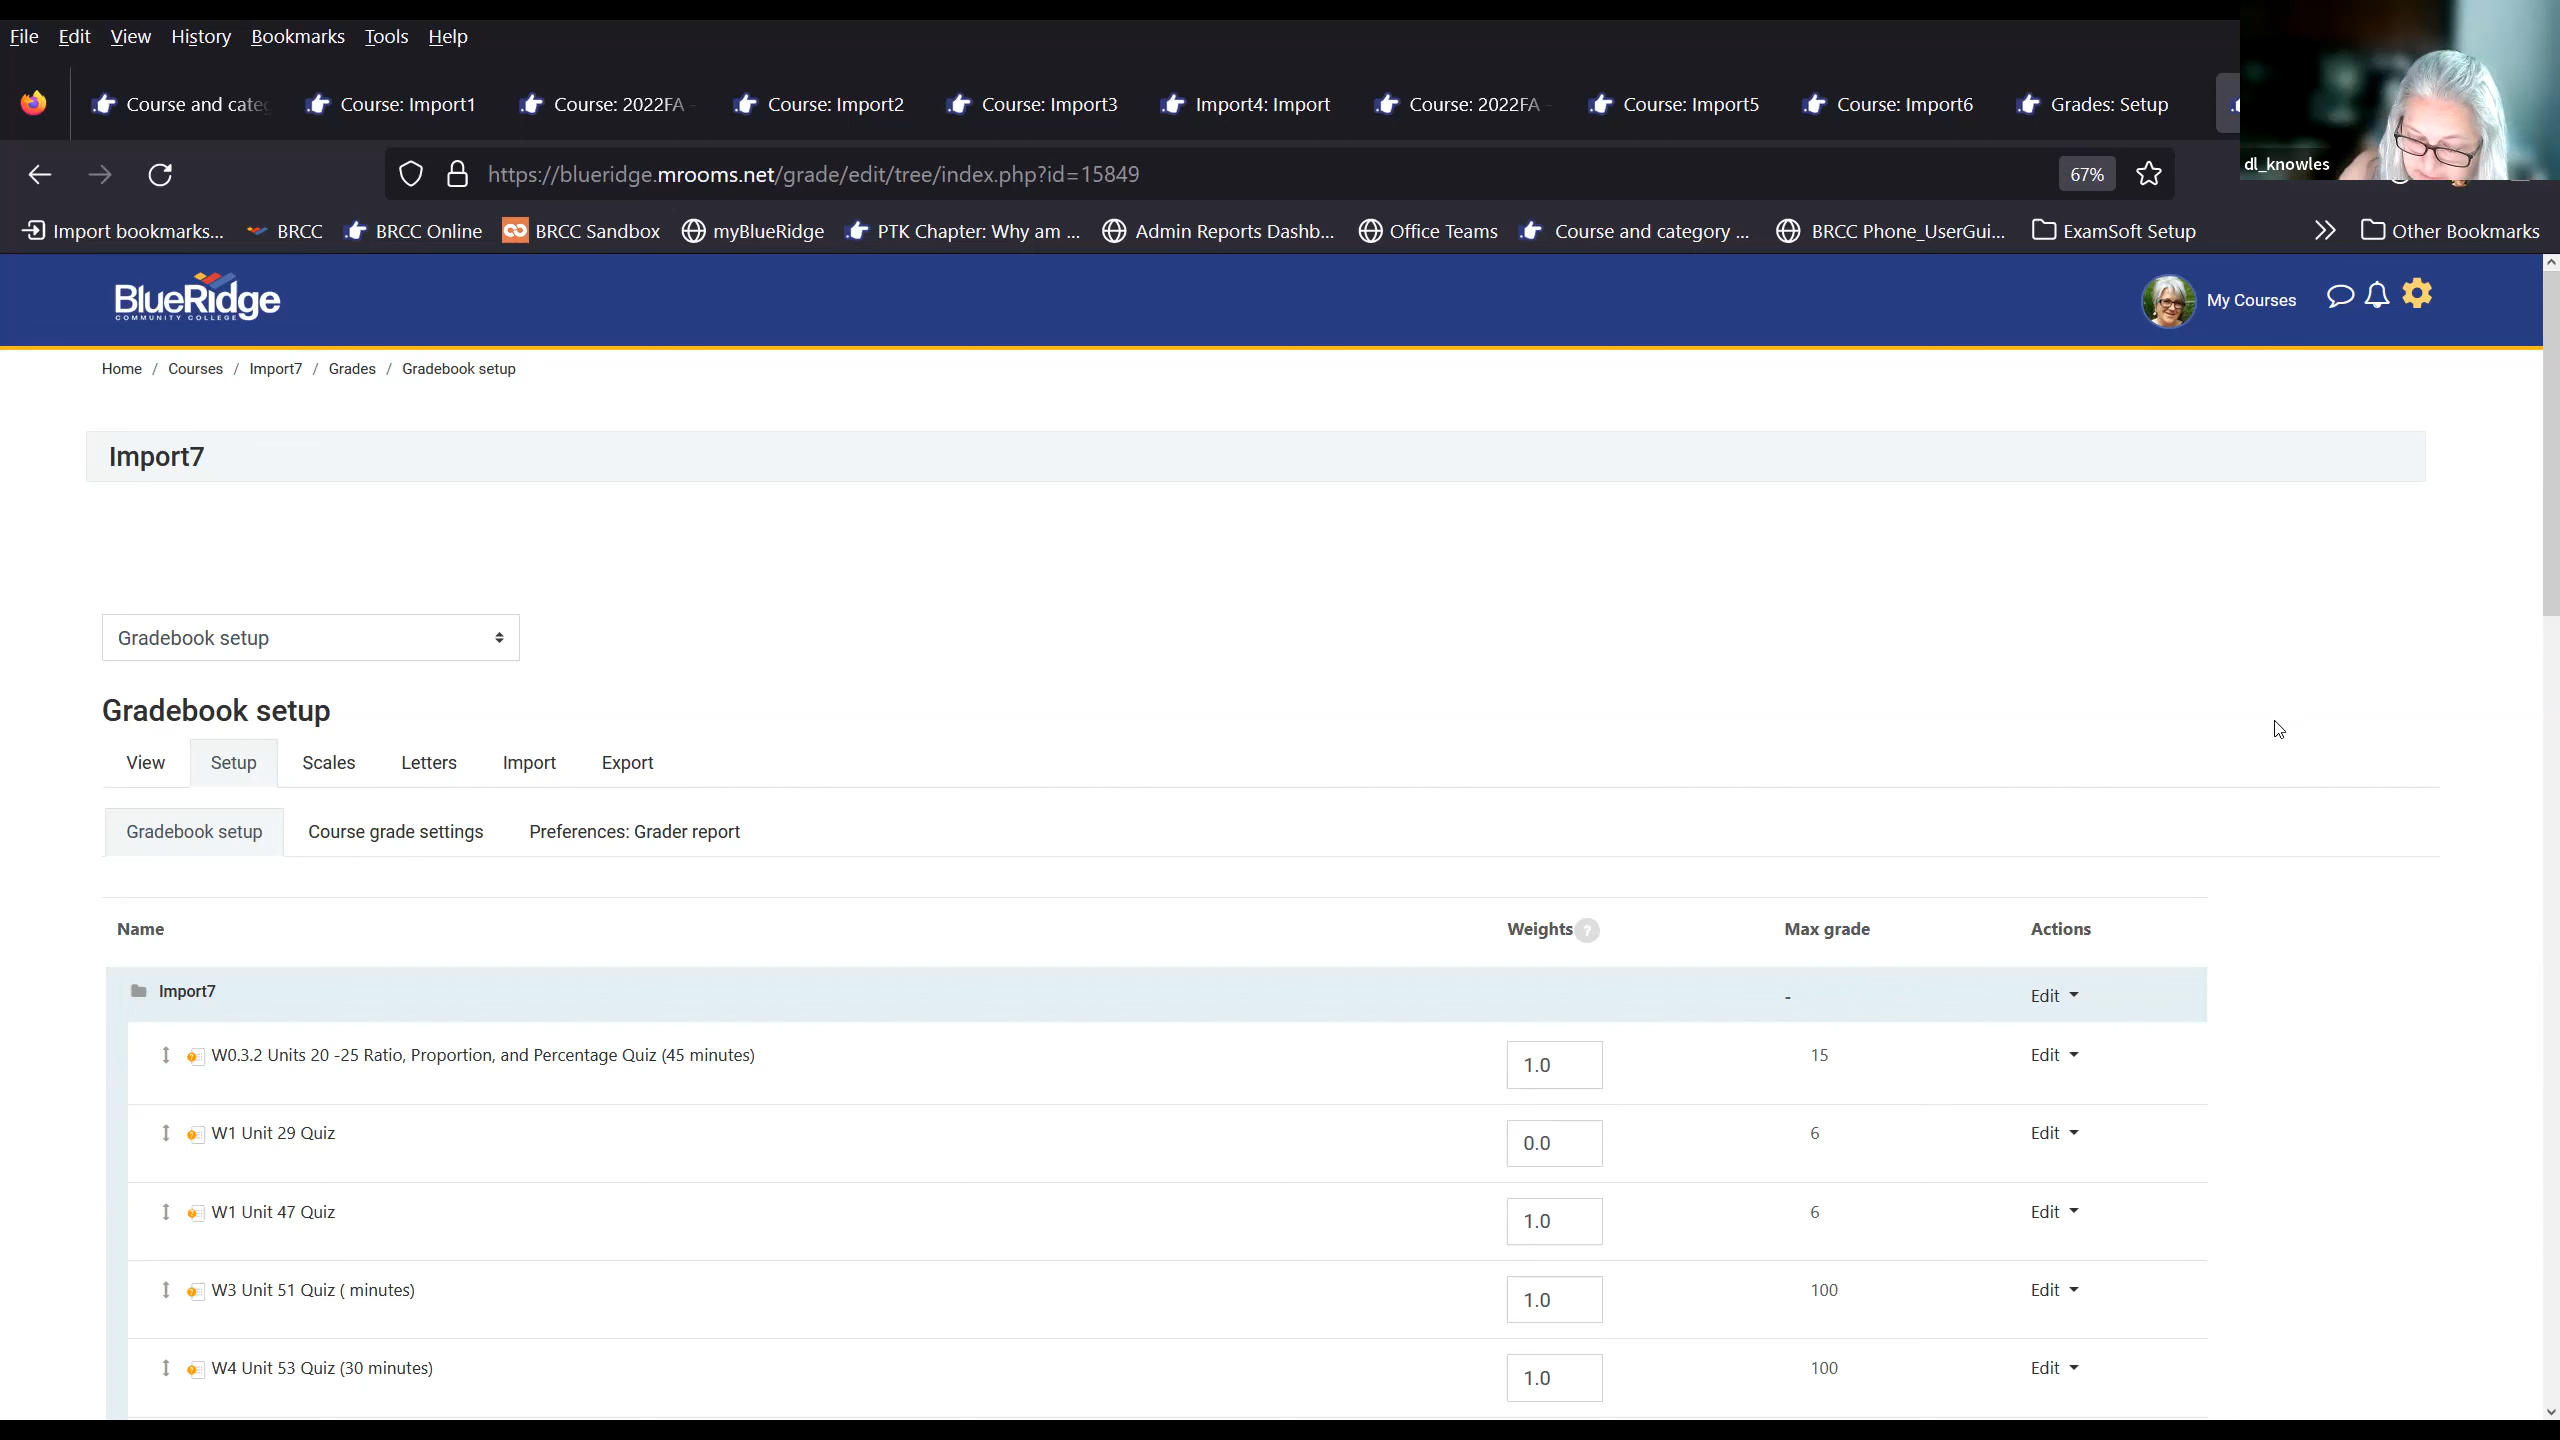 File Edit View History Bookmarks Tools Help
Course and categ Course: Import1 Course: 2022FA - Course: Import2 Course: Import3 Import4: Import Course: 2022FA - Course: Import5 Course: Import6 Grades: Setup
https://blueridge.mrooms.net/grade/edit/tree/index.php?id=15849 67%
dl_knowles
Import bookmarks... BRCC BRCC Online BRCC Sandbox myBlueRidge PTK Chapter: Why am ... Admin Reports Dashb... Office Teams Course and category ... BRCC Phone_UserGui... ExamSoft Setup Other Bookmarks
BlueRidge
COMMUNITY COLLEGE
My Courses
Home / Courses / Import7 / Grades / Gradebook setup
Import7
Gradebook setup
Gradebook setup
View Setup Scales Letters Import Export
Gradebook setup Course grade settings Preferences: Grader report
Name Weights ? Max grade Actions
Import7 - Edit
W0.3.2 Units 20 -25 Ratio, Proportion, and Percentage Quiz (45 minutes) 1.0 15 Edit
W1 Unit 29 Quiz 0.0 6 Edit
W1 Unit 47 Quiz 1.0 6 Edit
W3 Unit 51 Quiz ( minutes) 1.0 100 Edit
W4 Unit 53 Quiz (30 minutes) 1.0 100 Edit